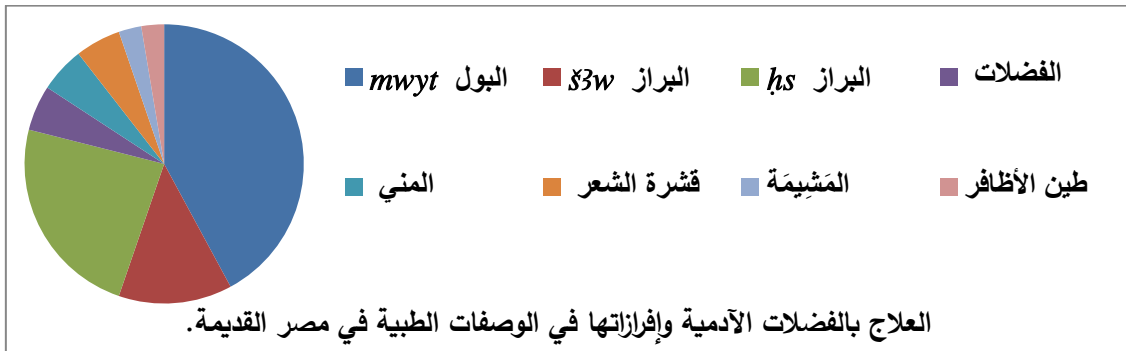 البول mwyt البراز šꜣw البراز ḥs الفضلات
المني قشرة الشعر المَشِيمَة طين الأظافر
العلاج بالفضلات الآدمية وإفرازاتها في الوصفات الطبية في مصر القديمة.